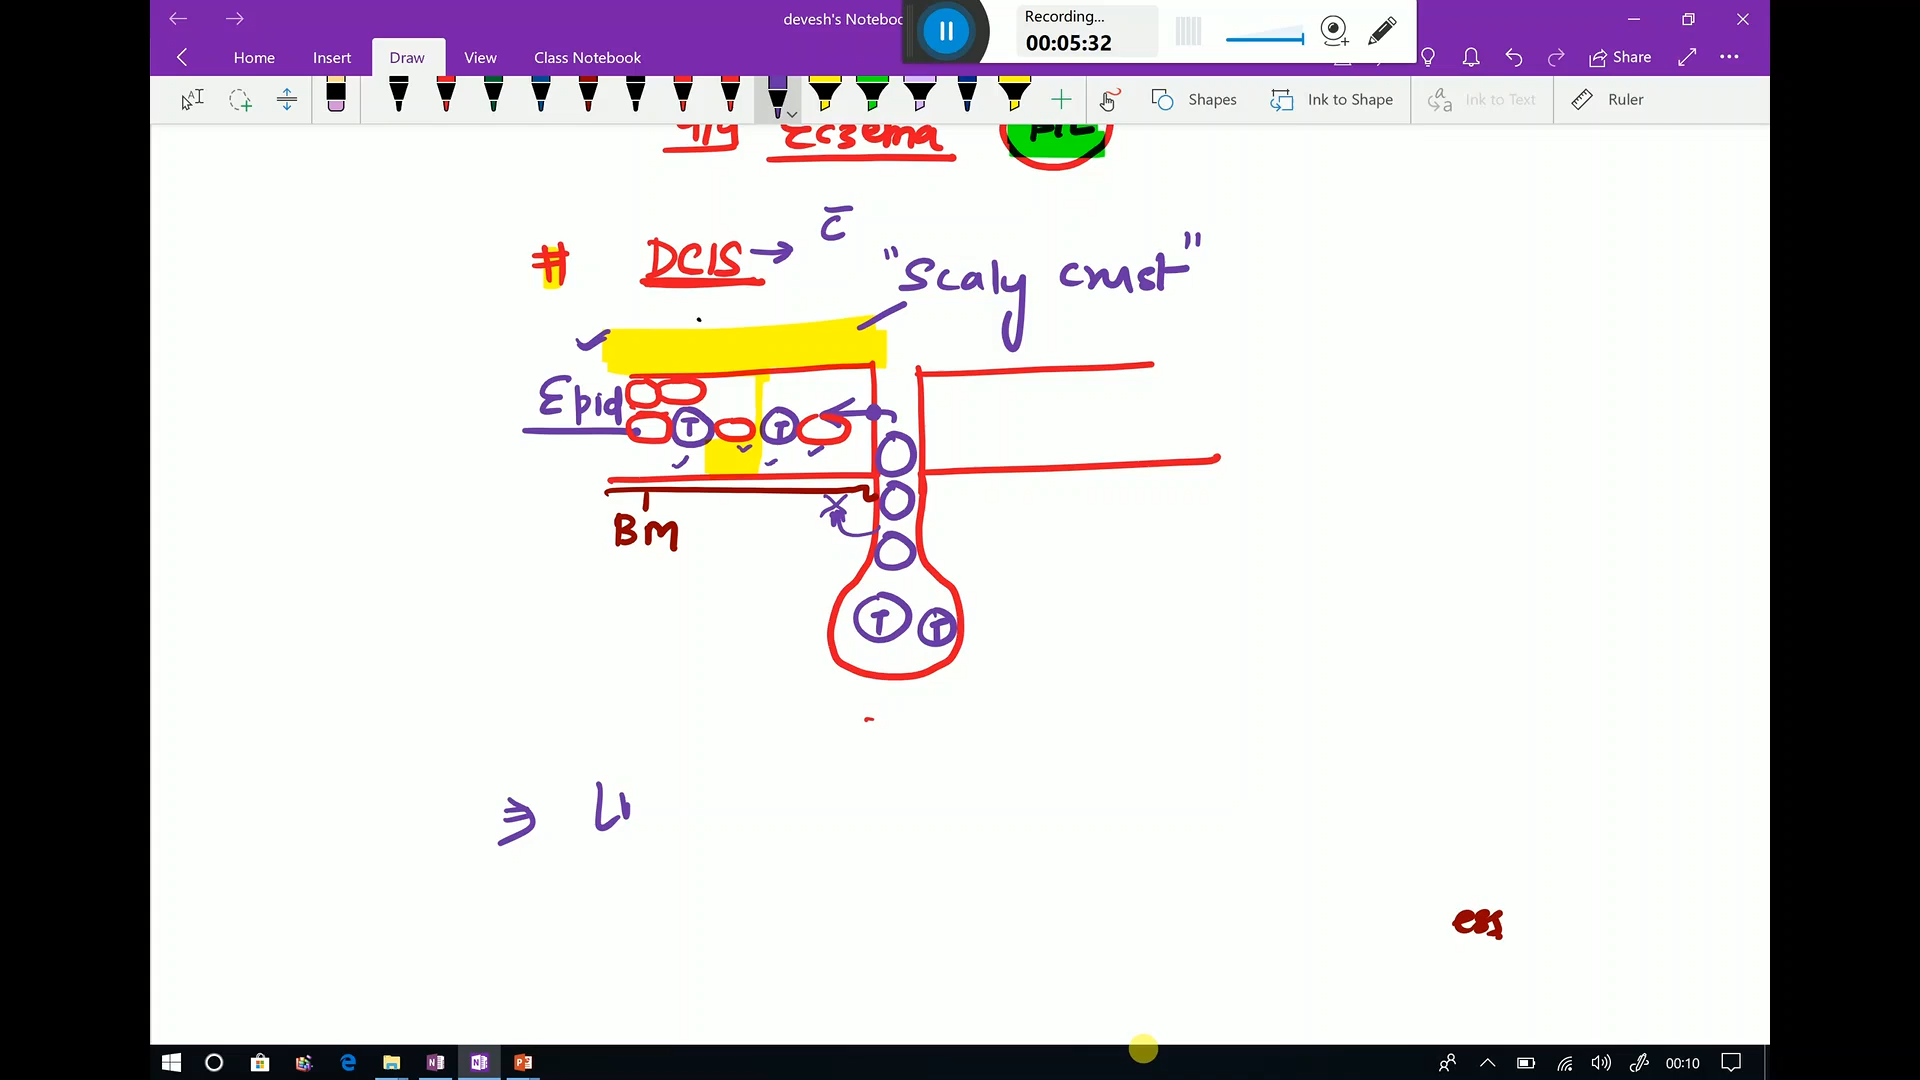 devesh's Noteboo
Recording...
00:05:32
Home Insert Draw View Class Notebook
Share
Shapes Ink to Shape Ink to Text Ruler
Eczema
# DCIS → c̄
"Scaly crust"
Epid
T T
BM
T T
00:10